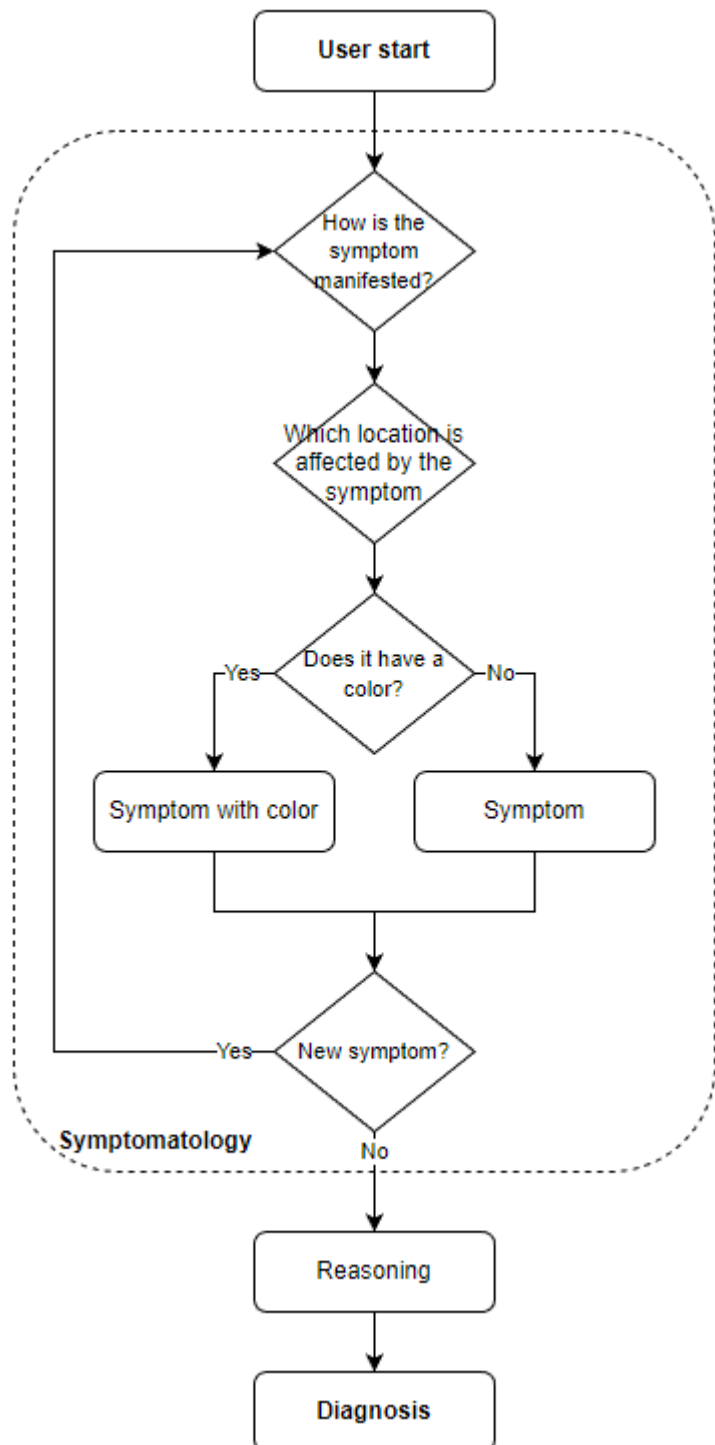 User start
How is the
symptom
manifested?
Which location is
affected by the
symptom
Does it have a
color?
Yes
No
Symptom with color
Symptom
New symptom?
Yes
Symptomatology
No
Reasoning
Diagnosis